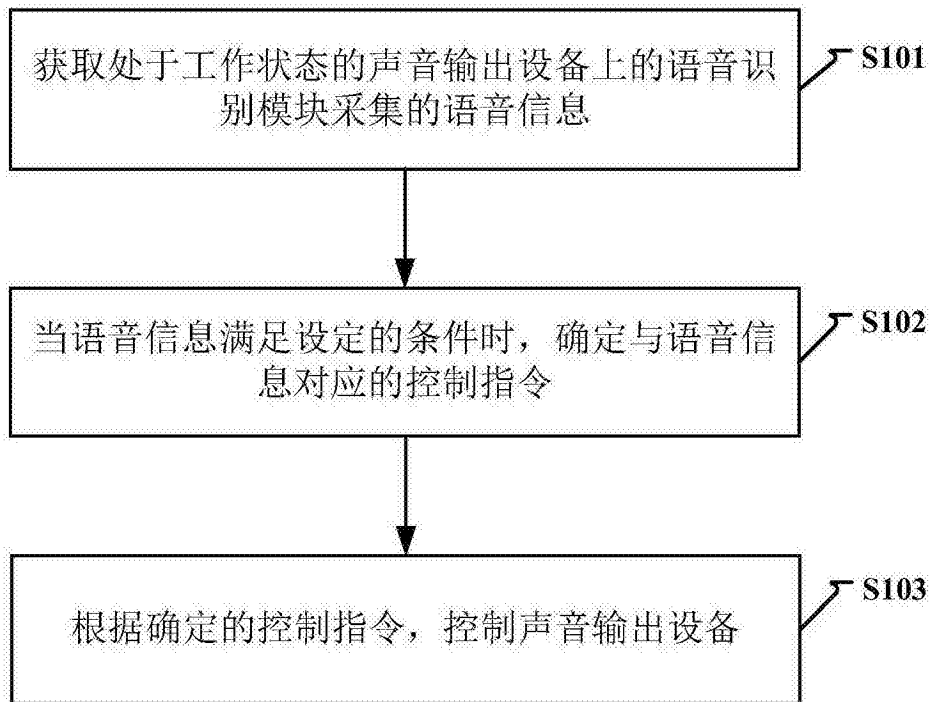 获取处于工作状态的声音输出设备上的语音识
别模块采集的语音信息
S101
当语音信息满足设定的条件时，确定与语音信
息对应的控制指令
S102
根据确定的控制指令，控制声音输出设备
S103